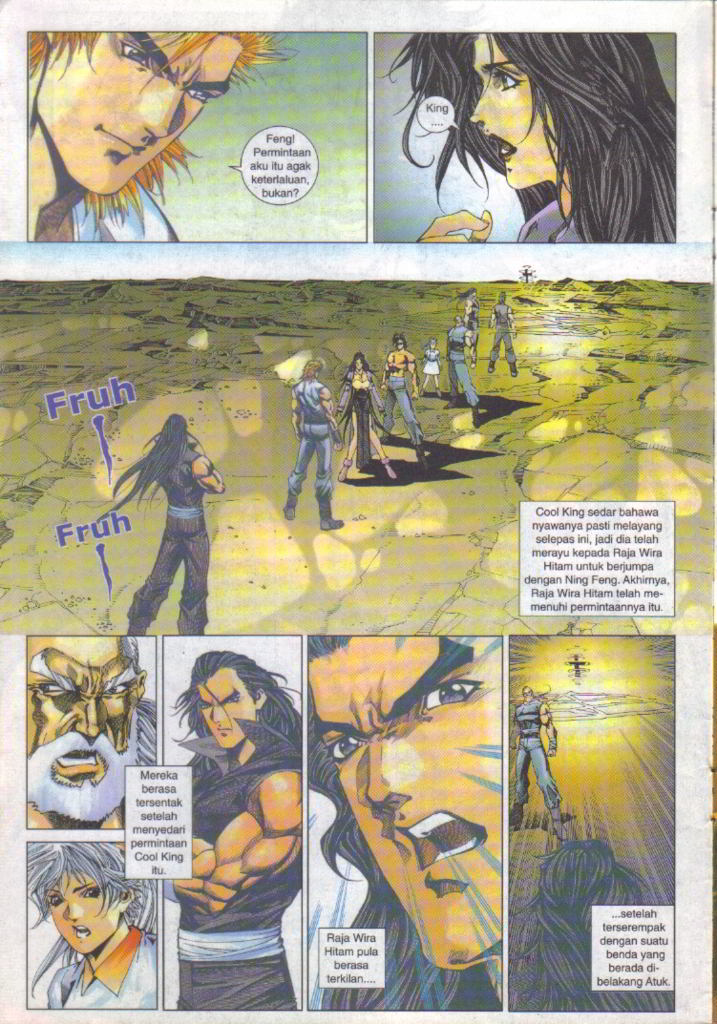 Feng!
Permintaan
aku itu agak
keterlaluan,
bukan?
King
....
Fruh
Fruh
Cool King sedar bahawa
nyawanya pasti melayang
selepas ini, jadi dia telah
merayu kepada Raja Wira
Hitam untuk berjumpa
dengan Ning Feng. Akhirnya,
Raja Wira Hitam telah me-
menuhi permintaannya itu.
Mereka
berasa
tersentak
setelah
menyedari
permintaan
Cool King
itu.
Raja Wira
Hitam pula
berasa
terkilan....
...setelah
terserempak
dengan suatu
benda yang
berada di-
belakang Atuk.